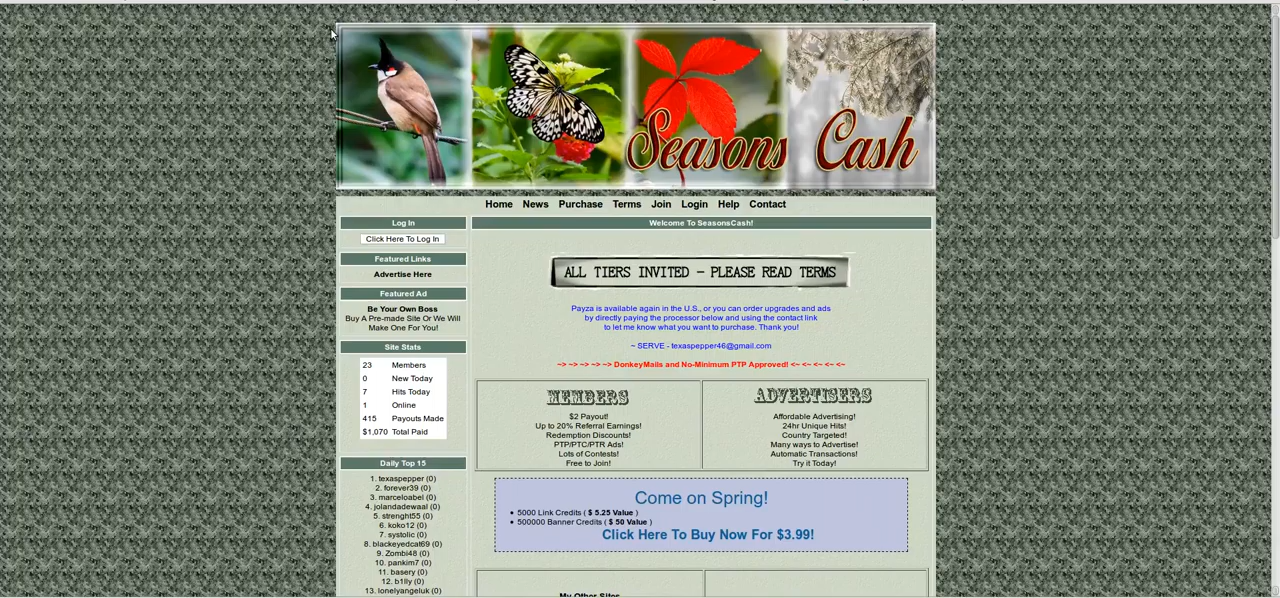 Seasons Cash
Home News Purchase Terms Join Login Help Contact
Log In
Click Here To Log In
Featured Links
Advertise Here
Featured Ad
Be Your Own Boss
Buy A Pre-made Site Or We Will
Make One For You!
Site Stats
23 Members
0 New Today
7 Hits Today
1 Online
415 Payouts Made
$1,070 Total Paid
Daily Top 15
1. texaspepper (0)
2. forever39 (0)
3. marceloabel (0)
4. jolandadewaal (0)
5. strenght55 (0)
6. koko12 (0)
7. systolic (0)
8. blackeyedcat69 (0)
9. Zombi48 (0)
10. pankim7 (0)
11. basery (0)
12. b1lly (0)
13. lonelyangeluk (0)
Welcome To SeasonsCash!
ALL TIERS INVITED - PLEASE READ TERMS
Payza is available again in the U.S., or you can order upgrades and ads
by directly paying the processor below and using the contact link
to let me know what you want to purchase. Thank you!
~ SERVE - texaspepper46@gmail.com
~> ~> ~> ~> ~> DonkeyMails and No-Minimum PTP Approved! <~ <~ <~ <~ <~
MEMBERS
$2 Payout!
Up to 20% Referral Earnings!
Redemption Discounts!
PTP/PTC/PTR Ads!
Lots of Contests!
Free to Join!
ADVERTISERS
Affordable Advertising!
24hr Unique Hits!
Country Targeted!
Many ways to Advertise!
Automatic Transactions!
Try it Today!
Come on Spring!
5000 Link Credits ( $ 5.25 Value )
500000 Banner Credits ( $ 50 Value )
Click Here To Buy Now For $3.99!
My Other Sites